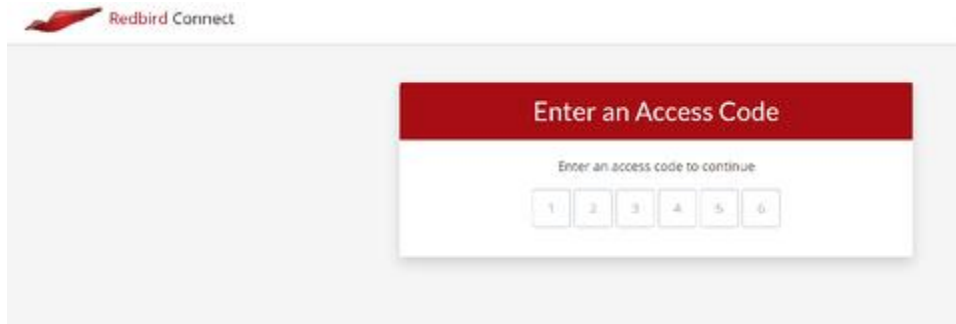 Redbird Connect
Enter an Access Code
Enter an access code to continue
1 2 3 4 5 6